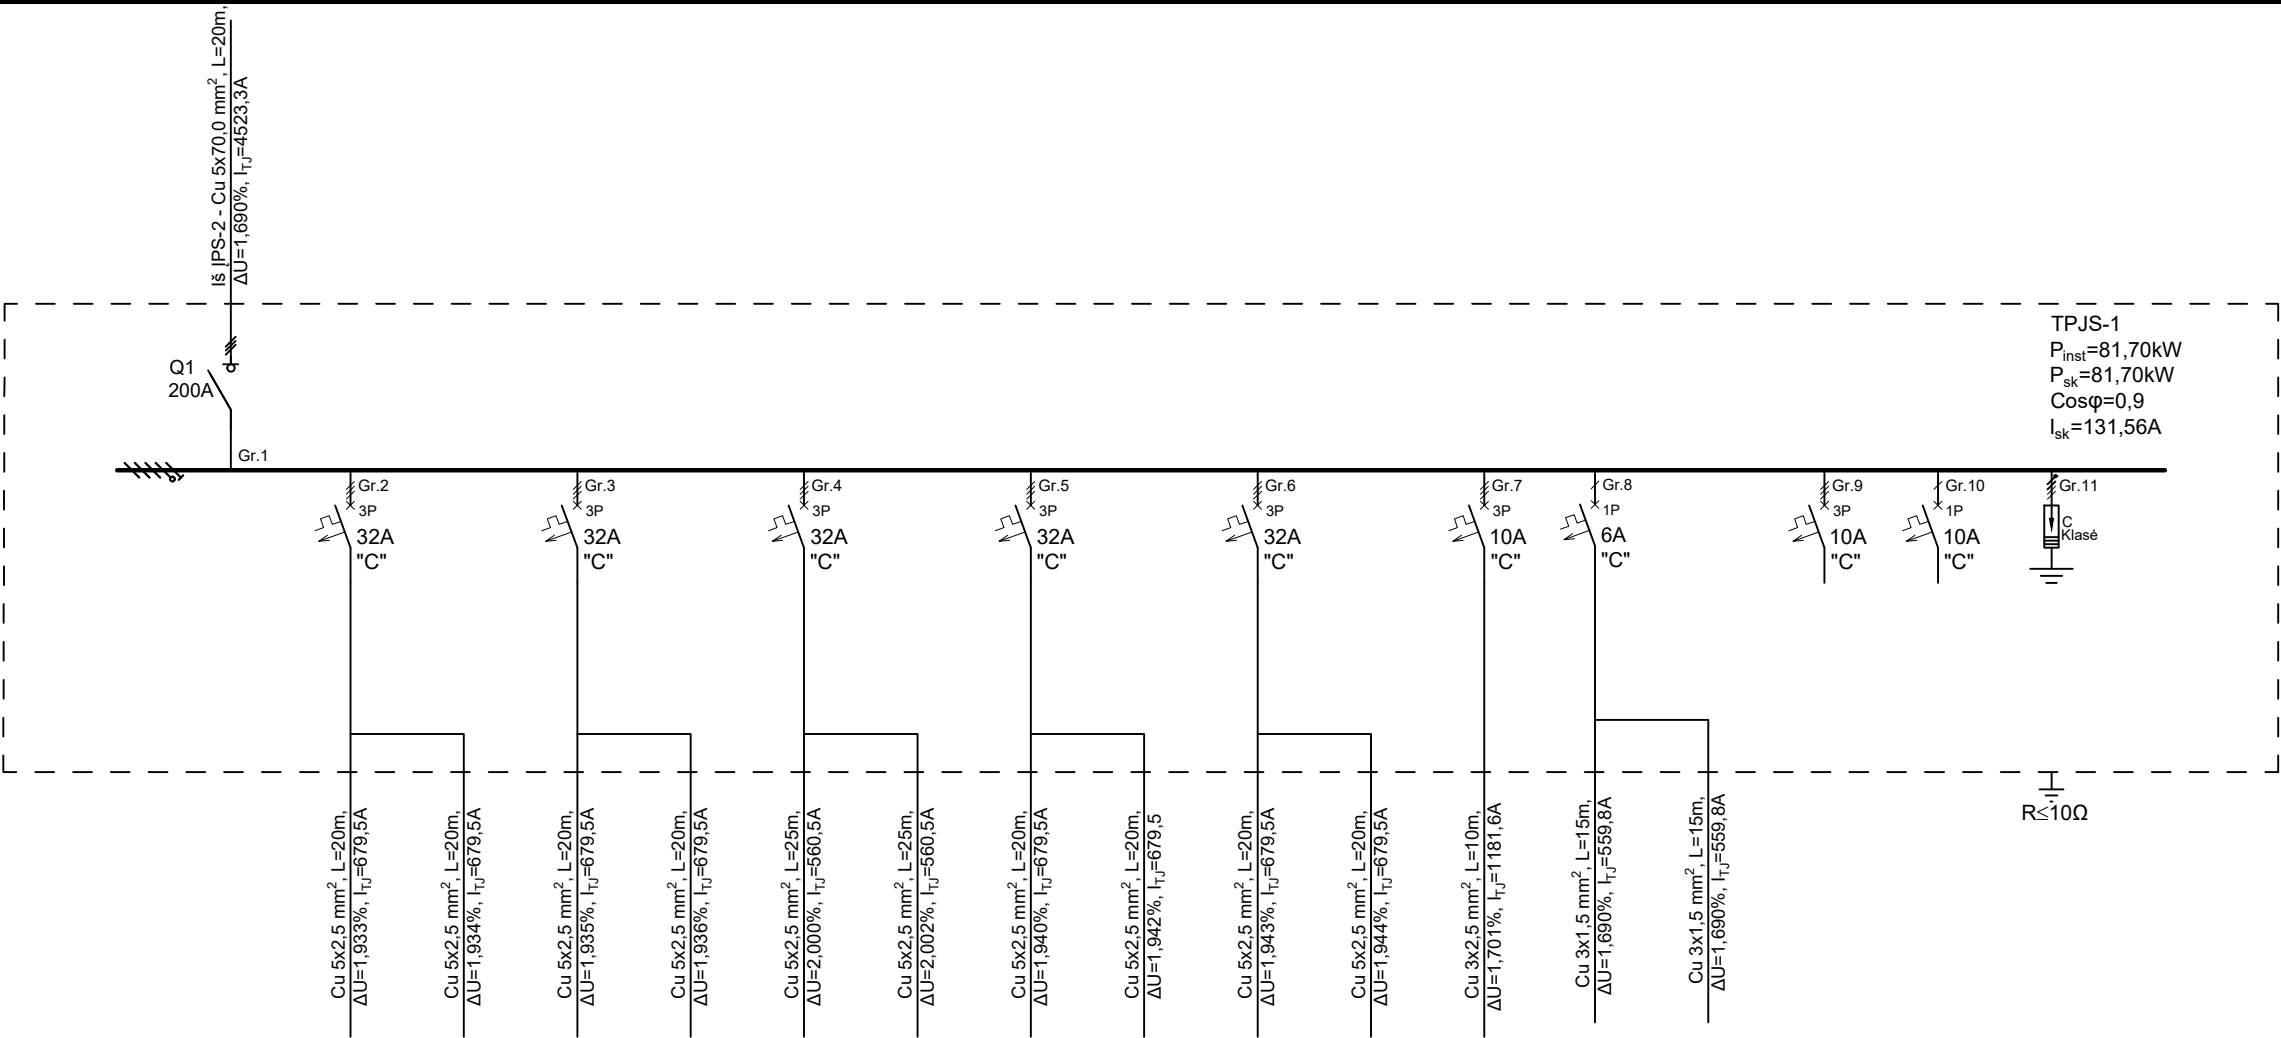 Iš ĮPS-2 - Cu 5x70,0 mm², L=20m,
ΔU=1,690%, I_TJ=4523,3A
TPJS-1
P_inst=81,70kW
P_sk=81,70kW
Cosφ=0,9
I_sk=131,56A
Q1
200A
Gr.1
Gr.2
3P
32A
"C"
Gr.3
3P
32A
"C"
Gr.4
3P
32A
"C"
Gr.5
3P
32A
"C"
Gr.6
3P
32A
"C"
Gr.7
3P
10A
"C"
Gr.8
1P
6A
"C"
Gr.9
3P
10A
"C"
Gr.10
1P
10A
"C"
Gr.11
C
Klasė
R≤10Ω
Cu 5x2,5 mm², L=20m,
ΔU=1,933%, I_TJ=679,5A
Cu 5x2,5 mm², L=20m,
ΔU=1,934%, I_TJ=679,5A
Cu 5x2,5 mm², L=20m,
ΔU=1,935%, I_TJ=679,5A
Cu 5x2,5 mm², L=20m,
ΔU=1,936%, I_TJ=679,5A
Cu 5x2,5 mm², L=25m,
ΔU=2,000%, I_TJ=560,5A
Cu 5x2,5 mm², L=25m,
ΔU=2,002%, I_TJ=560,5A
Cu 5x2,5 mm², L=20m,
ΔU=1,940%, I_TJ=679,5A
Cu 5x2,5 mm², L=20m,
ΔU=1,942%, I_TJ=679,5
Cu 5x2,5 mm², L=20m,
ΔU=1,943%, I_TJ=679,5A
Cu 5x2,5 mm², L=20m,
ΔU=1,944%, I_TJ=679,5A
Cu 3x2,5 mm², L=10m,
ΔU=1,701%, I_TJ=1181,6A
Cu 3x1,5 mm², L=15m,
ΔU=1,690%, I_TJ=559,8A
Cu 3x1,5 mm², L=15m,
ΔU=1,690%, I_TJ=559,8A